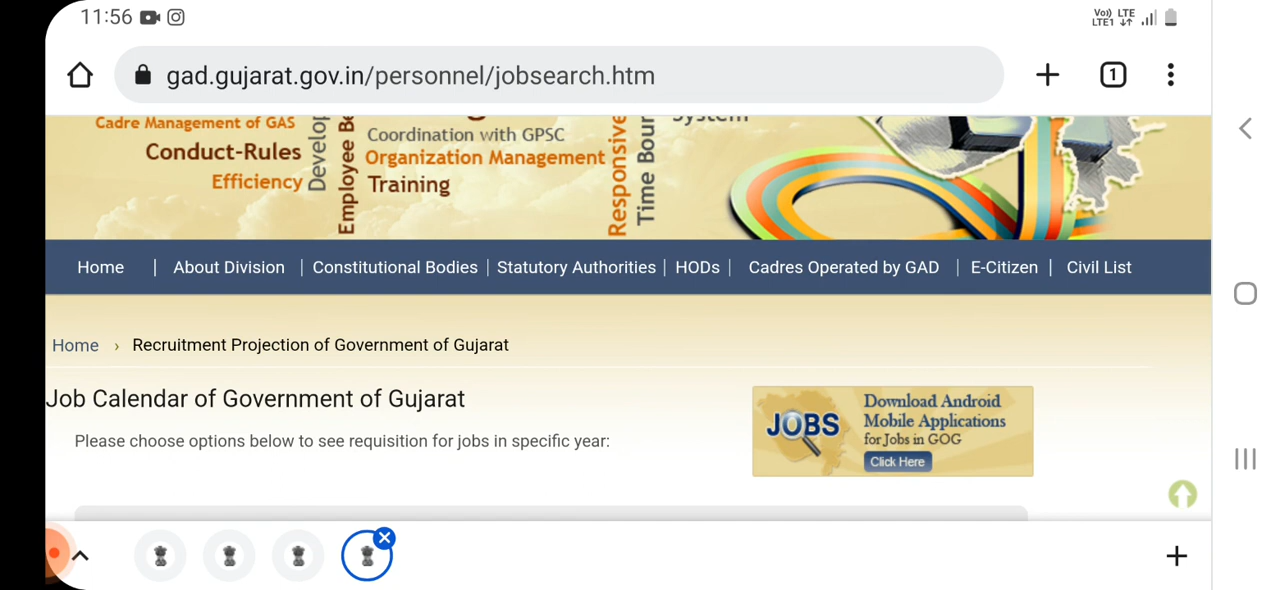 11:56
Vo)) LTE
LTE1
gad.gujarat.gov.in/personnel/jobsearch.htm
1
Cadre Management of GAS
Conduct-Rules
Efficiency
Employee
Coordination with GPSC
Organization Management
Training
Responsive
Time
System
Home | About Division | Constitutional Bodies | Statutory Authorities | HODs | Cadres Operated by GAD | E-Citizen | Civil List
Home › Recruitment Projection of Government of Gujarat
Job Calendar of Government of Gujarat
Please choose options below to see requisition for jobs in specific year:
JOBS
Download Android
Mobile Applications
for Jobs in GOG
Click Here